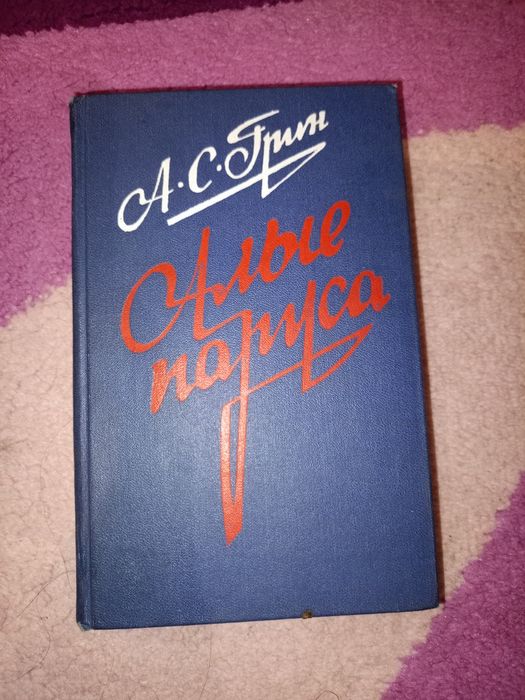 А. С. Грин
Алые
паруса